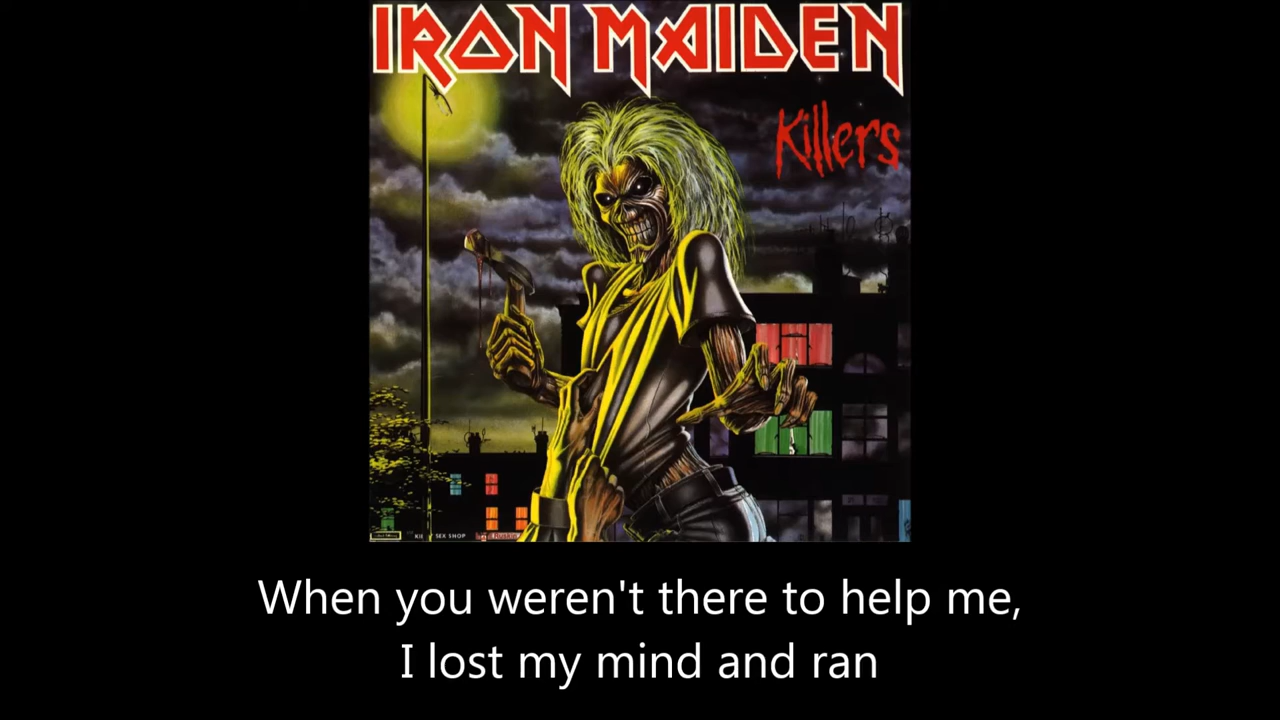 IRON MAIDEN
Killers
SEX SHOP
When you weren't there to help me,
I lost my mind and ran